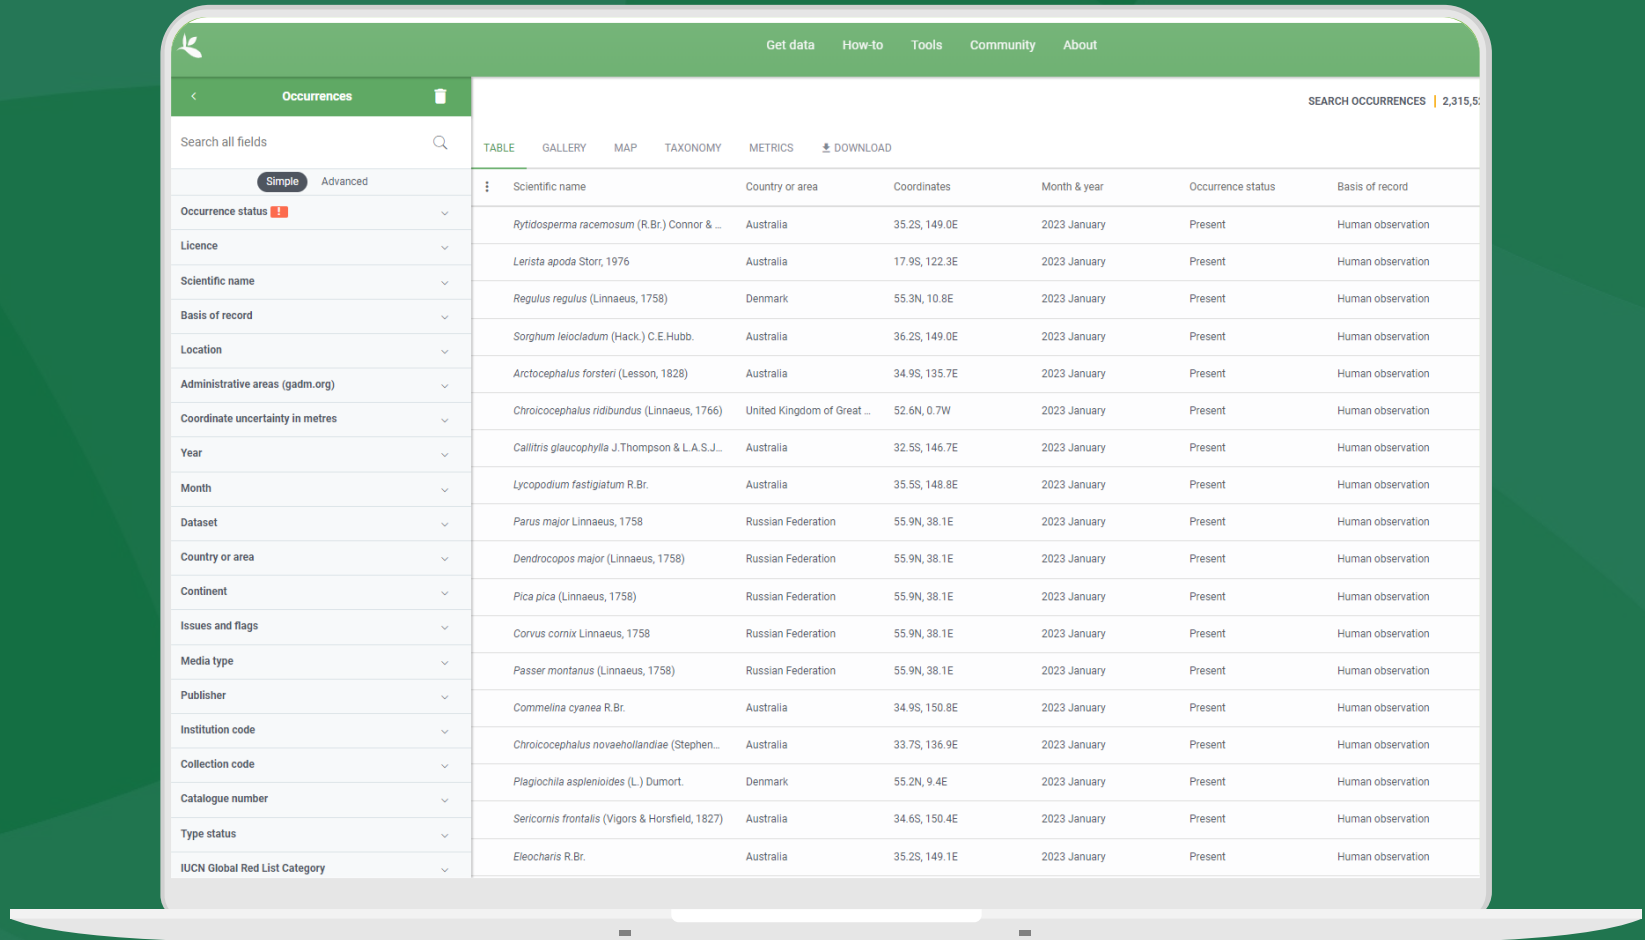 Get data How-to Tools Community About
Occurrences
SEARCH OCCURRENCES 2,315,5
Search all fields
TABLE GALLERY MAP TAXONOMY METRICS DOWNLOAD
Simple Advanced
Occurrence status !
Licence
Scientific name
Basis of record
Location
Administrative areas (gadm.org)
Coordinate uncertainty in metres
Year
Month
Dataset
Country or area
Continent
Issues and flags
Media type
Publisher
Institution code
Collection code
Catalogue number
Type status
IUCN Global Red List Category
Scientific name Country or area Coordinates Month & year Occurrence status Basis of record
Rytidosperma racemosum (R.Br.) Connor & ... Australia 35.2S, 149.0E 2023 January Present Human observation
Lerista apoda Storr, 1976 Australia 17.9S, 122.3E 2023 January Present Human observation
Regulus regulus (Linnaeus, 1758) Denmark 55.3N, 10.8E 2023 January Present Human observation
Sorghum leiocladum (Hack.) C.E.Hubb. Australia 36.2S, 149.0E 2023 January Present Human observation
Arctocephalus forsteri (Lesson, 1828) Australia 34.9S, 135.7E 2023 January Present Human observation
Chroicocephalus ridibundus (Linnaeus, 1766) United Kingdom of Great ... 52.6N, 0.7W 2023 January Present Human observation
Callitris glaucophylla J.Thompson & L.A.S.J... Australia 32.5S, 146.7E 2023 January Present Human observation
Lycopodium fastigiatum R.Br. Australia 35.5S, 148.8E 2023 January Present Human observation
Parus major Linnaeus, 1758 Russian Federation 55.9N, 38.1E 2023 January Present Human observation
Dendrocopos major (Linnaeus, 1758) Russian Federation 55.9N, 38.1E 2023 January Present Human observation
Pica pica (Linnaeus, 1758) Russian Federation 55.9N, 38.1E 2023 January Present Human observation
Corvus cornix Linnaeus, 1758 Russian Federation 55.9N, 38.1E 2023 January Present Human observation
Passer montanus (Linnaeus, 1758) Russian Federation 55.9N, 38.1E 2023 January Present Human observation
Commelina cyanea R.Br. Australia 34.9S, 150.8E 2023 January Present Human observation
Chroicocephalus novaehollandiae (Stephen... Australia 33.7S, 136.9E 2023 January Present Human observation
Plagiochila asplenioides (L.) Dumort. Denmark 55.2N, 9.4E 2023 January Present Human observation
Sericornis frontalis (Vigors & Horsfield, 1827) Australia 34.6S, 150.4E 2023 January Present Human observation
Eleocharis R.Br. Australia 35.2S, 149.1E 2023 January Present Human observation